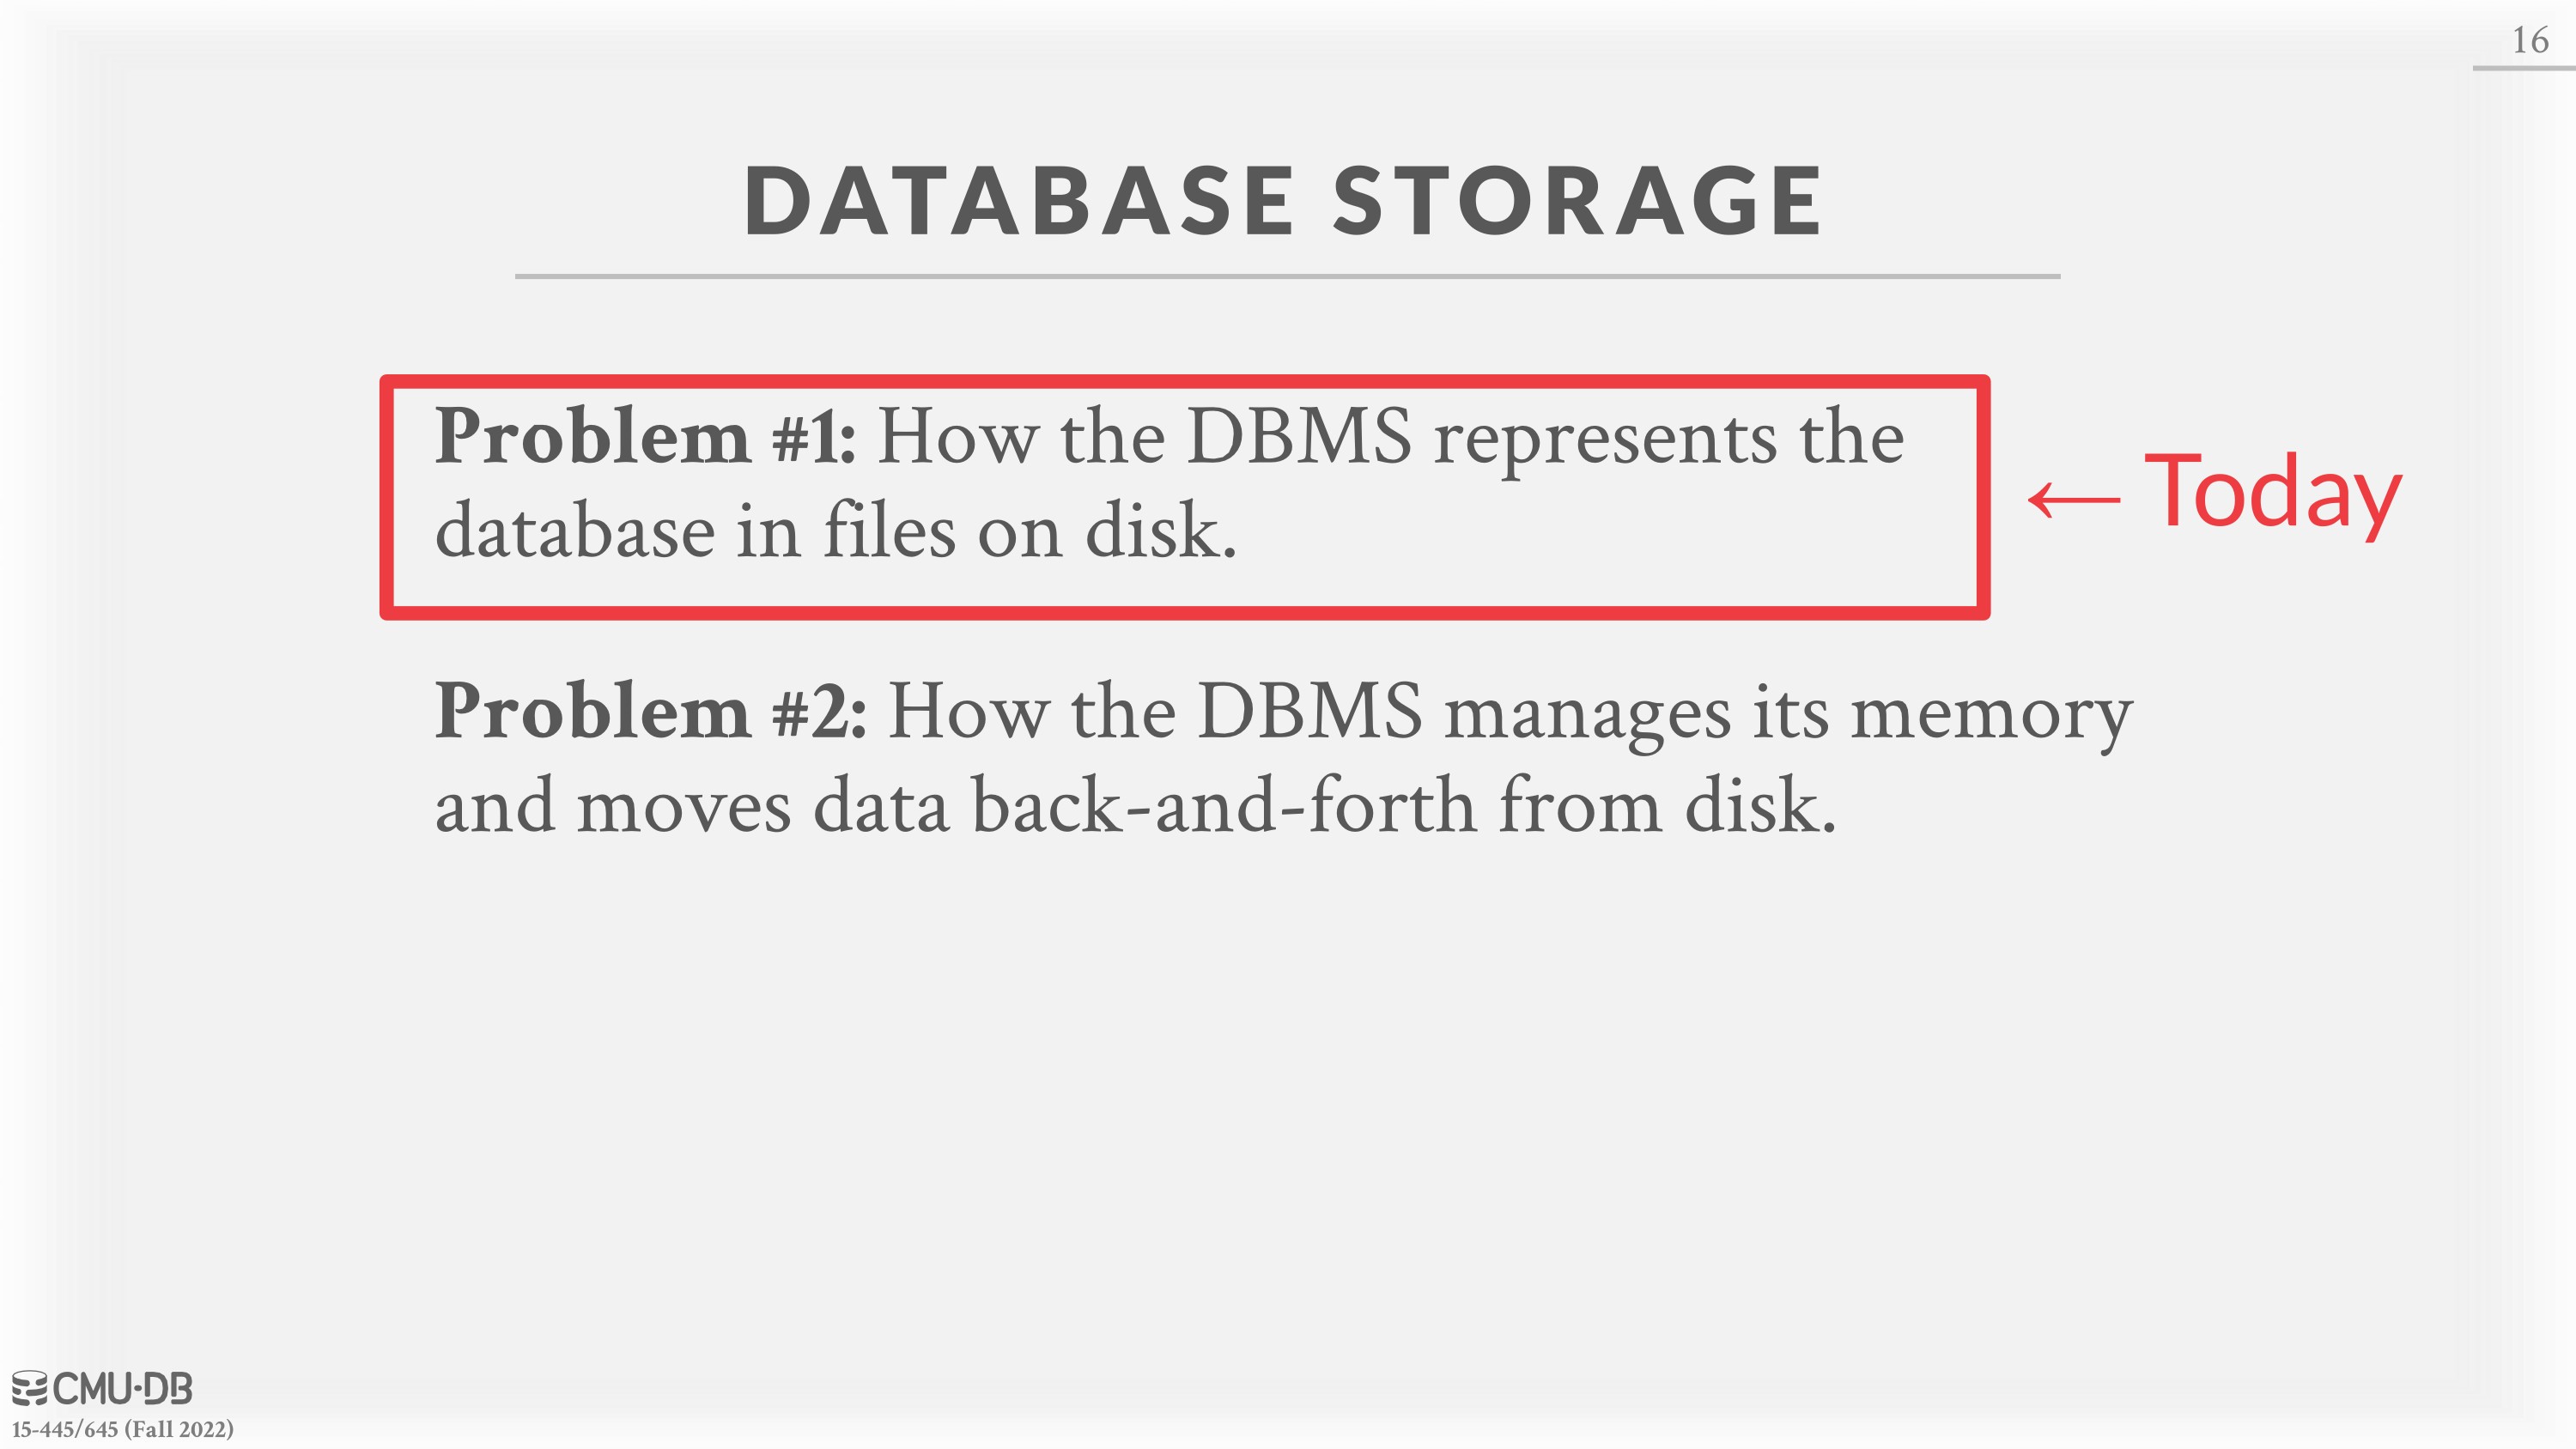 16
DATABASE STORAGE
Problem #1: How the DBMS represents the
database in files on disk.
← Today
Problem #2: How the DBMS manages its memory
and moves data back-and-forth from disk.
CMU·DB
15-445/645 (Fall 2022)